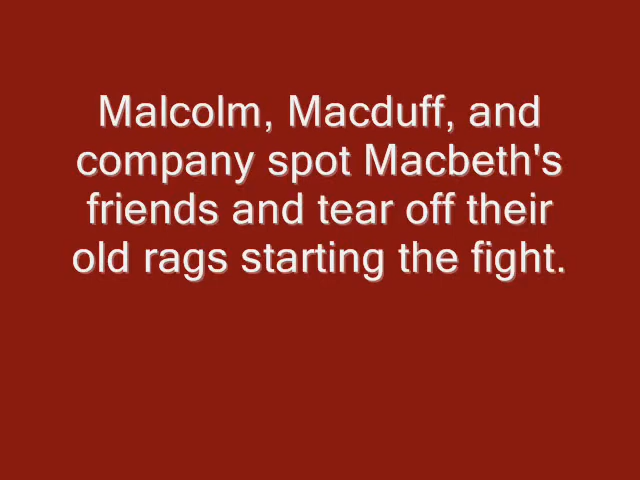 Malcolm, Macduff, and
company spot Macbeth's
friends and tear off their
old rags starting the fight.